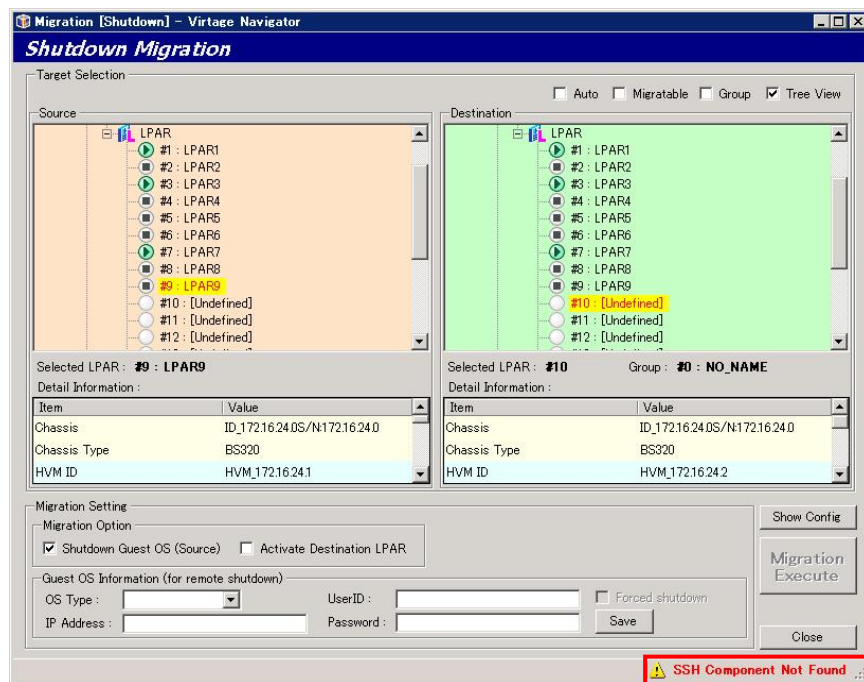 Migration [Shutdown] - Virtage Navigator
Shutdown Migration
Target Selection
Auto Migratable Group Tree View
Source
LPAR
#1 : LPAR1
#2 : LPAR2
#3 : LPAR3
#4 : LPAR4
#5 : LPAR5
#6 : LPAR6
#7 : LPAR7
#8 : LPAR8
#9 : LPAR9
#10 : [Undefined]
#11 : [Undefined]
#12 : [Undefined]
Selected LPAR : #9 : LPAR9
Detail Information :
Item Value
Chassis ID_172.16.24.0S/N:172.16.24.0
Chassis Type BS320
HVM ID HVM_172.16.24.1
Destination
LPAR
#1 : LPAR1
#2 : LPAR2
#3 : LPAR3
#4 : LPAR4
#5 : LPAR5
#6 : LPAR6
#7 : LPAR7
#8 : LPAR8
#9 : LPAR9
#10 : [Undefined]
#11 : [Undefined]
#12 : [Undefined]
Selected LPAR : #10 Group : #0 : NO_NAME
Detail Information :
Item Value
Chassis ID_172.16.24.0S/N:172.16.24.0
Chassis Type BS320
HVM ID HVM_172.16.24.2
Migration Setting
Migration Option
Shutdown Guest OS (Source) Activate Destination LPAR
Guest OS Information (for remote shutdown)
OS Type : UserID : Forced shutdown
IP Address : Password : Save
Show Config
Migration
Execute
Close
SSH Component Not Found